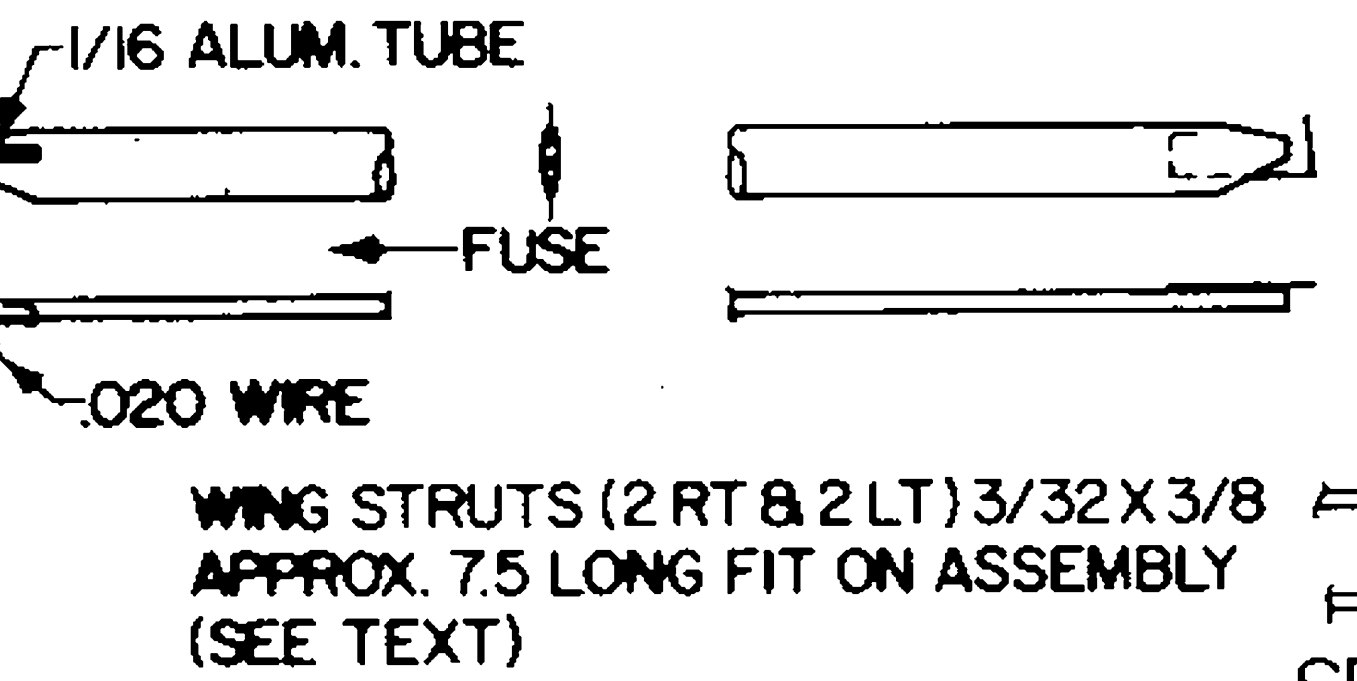 1/16 ALUM. TUBE
FUSE
.020 WIRE
WING STRUTS (2 RT & 2 LT) 3/32 X 3/8
APPROX. 7.5 LONG FIT ON ASSEMBLY
(SEE TEXT)